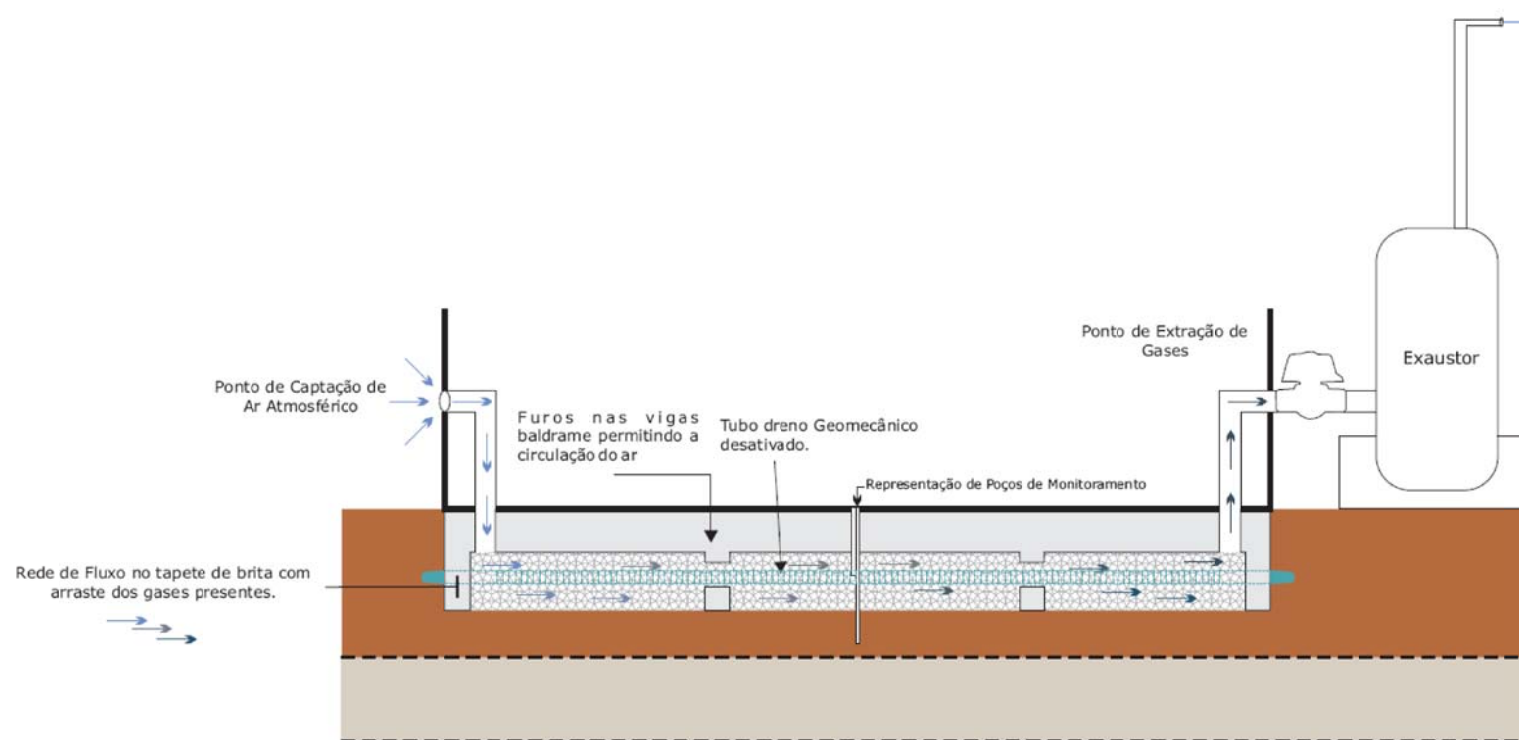 Ponto de Extração de
Gases
Exaustor
Ponto de Captação de
Ar Atmosférico
Furos nas vigas
baldrame permitindo a
circulação do ar
Tubo dreno Geomecânico
desativado.
Representação de Poços de Monitoramento
Rede de Fluxo no tapete de brita com
arraste dos gases presentes.